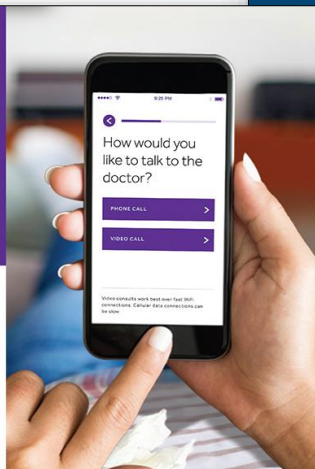 9:25 PM
How would you
like to talk to the
doctor?
PHONE CALL
VIDEO CALL
Video consults work best over fast WiFi
connections. Cellular data connections can
be slow